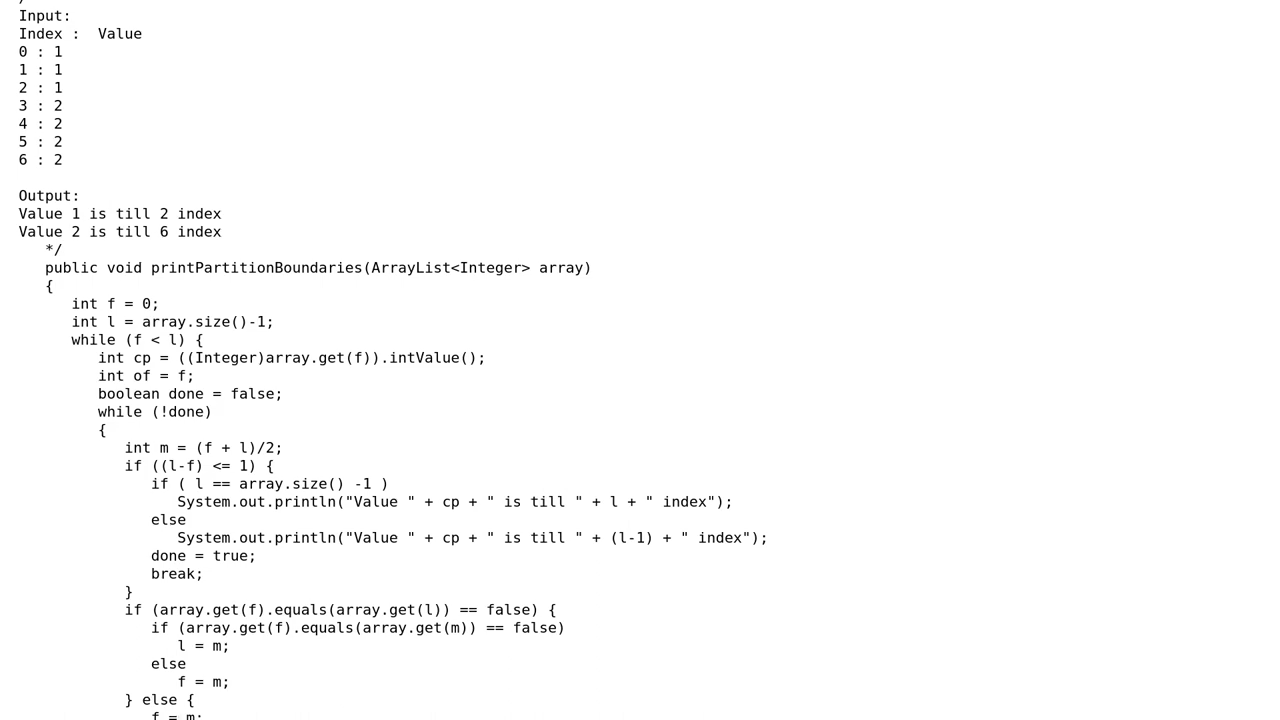 /
Input:
Index :  Value
0 : 1
1 : 1
2 : 1
3 : 2
4 : 2
5 : 2
6 : 2

Output:
Value 1 is till 2 index
Value 2 is till 6 index
   */
   public void printPartitionBoundaries(ArrayList<Integer> array)
   {
      int f = 0;
      int l = array.size()-1;
      while (f < l) {
         int cp = ((Integer)array.get(f)).intValue();
         int of = f;
         boolean done = false;
         while (!done)
         {
            int m = (f + l)/2;
            if ((l-f) <= 1) {
               if ( l == array.size() -1 )
                  System.out.println("Value " + cp + " is till " + l + " index");
               else
                  System.out.println("Value " + cp + " is till " + (l-1) + " index");
               done = true;
               break;
            }
            if (array.get(f).equals(array.get(l)) == false) {
               if (array.get(f).equals(array.get(m)) == false)
                  l = m;
               else
                  f = m;
            } else {
               f = m;